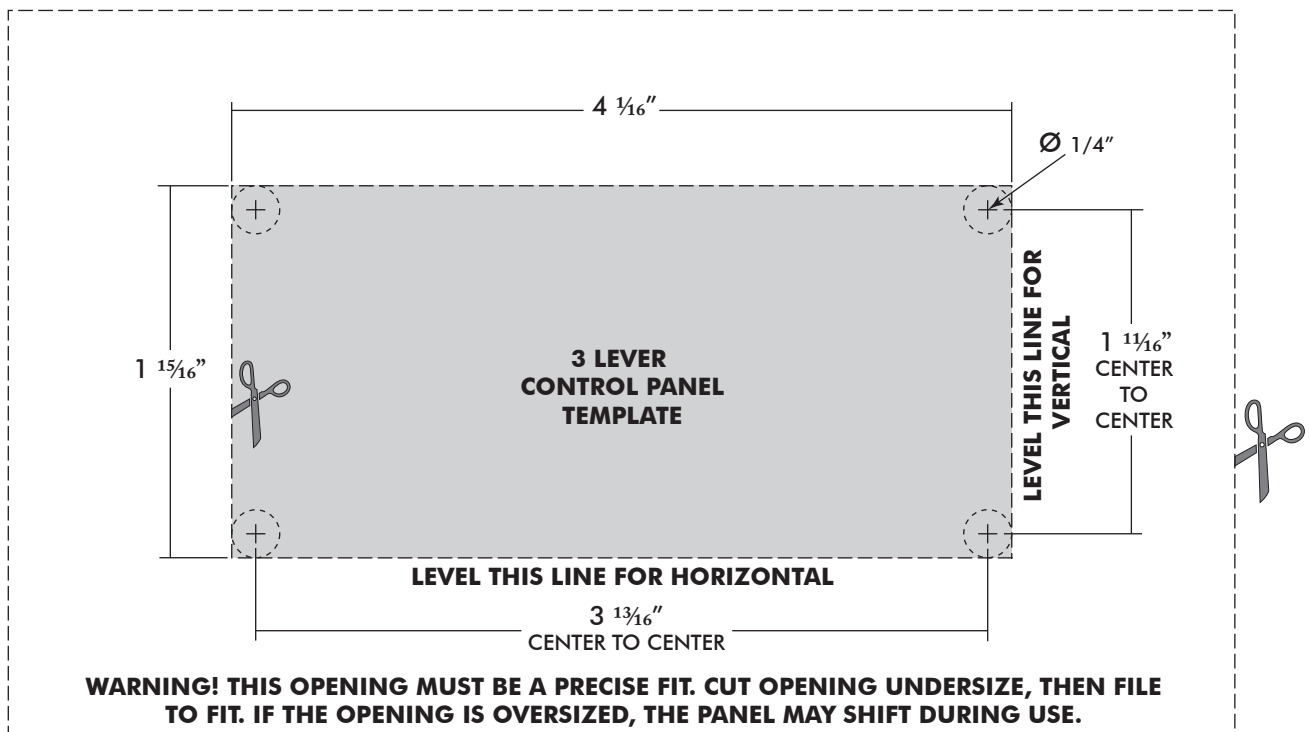 4 1/16"
Ø 1/4"
1 15/16"
3 LEVER
CONTROL PANEL
TEMPLATE
LEVEL THIS LINE FOR
VERTICAL
1 11/16"
CENTER
TO
CENTER
LEVEL THIS LINE FOR HORIZONTAL
3 13/16"
CENTER TO CENTER
WARNING! THIS OPENING MUST BE A PRECISE FIT. CUT OPENING UNDERSIZE, THEN FILE
TO FIT. IF THE OPENING IS OVERSIZED, THE PANEL MAY SHIFT DURING USE.